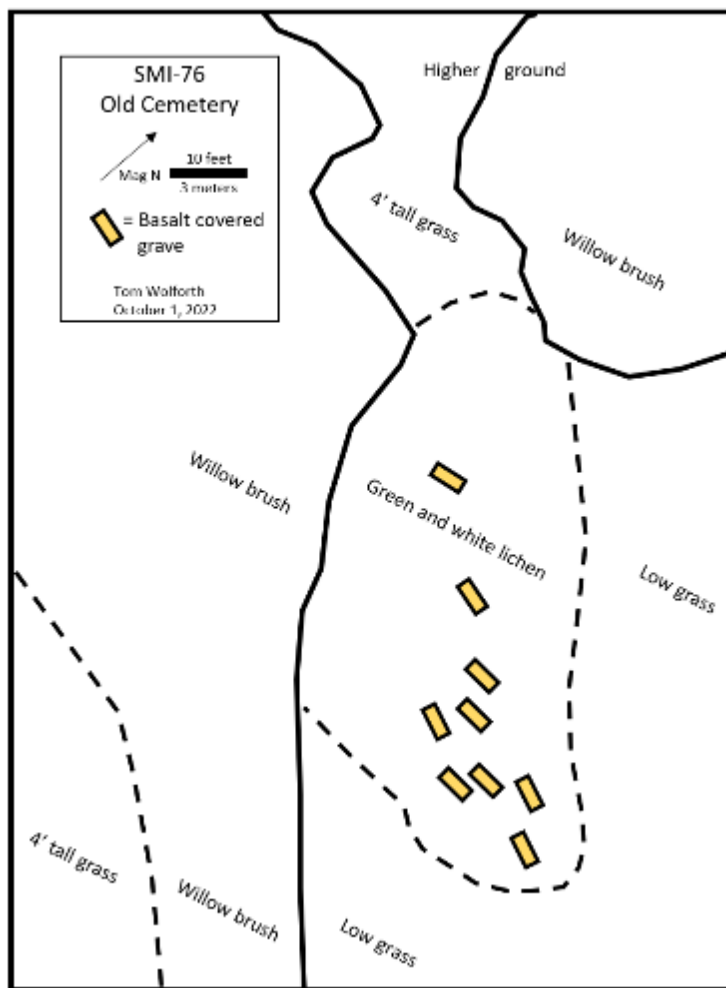 SMI-76
Old Cemetery
10 feet
Mag N
3 meters
= Basalt covered
grave
Tom Wolforth
October 1, 2022
Higher ground
4' tall grass
Willow brush
Willow brush
Green and white lichen
Low grass
4' tall grass
Willow brush
Low grass